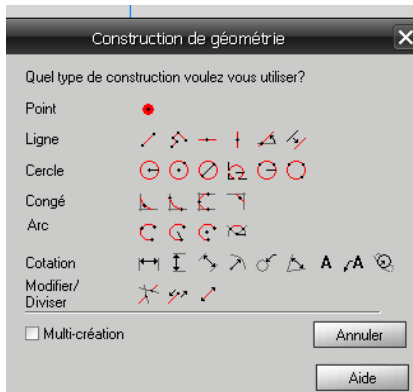 Construction de géométrie
Quel type de construction voulez vous utiliser?
Point
Ligne
Cercle
Congé
Arc
Cotation A A
Modifier/
Diviser
Multi-création
Annuler
Aide